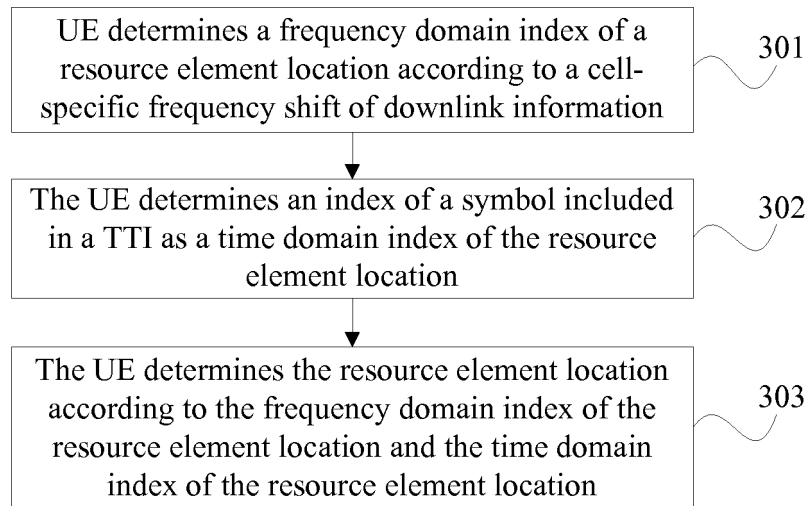 UE determines a frequency domain index of a
resource element location according to a cell-
specific frequency shift of downlink information
301
The UE determines an index of a symbol included
in a TTI as a time domain index of the resource
element location
302
The UE determines the resource element location
according to the frequency domain index of the
resource element location and the time domain
index of the resource element location
303